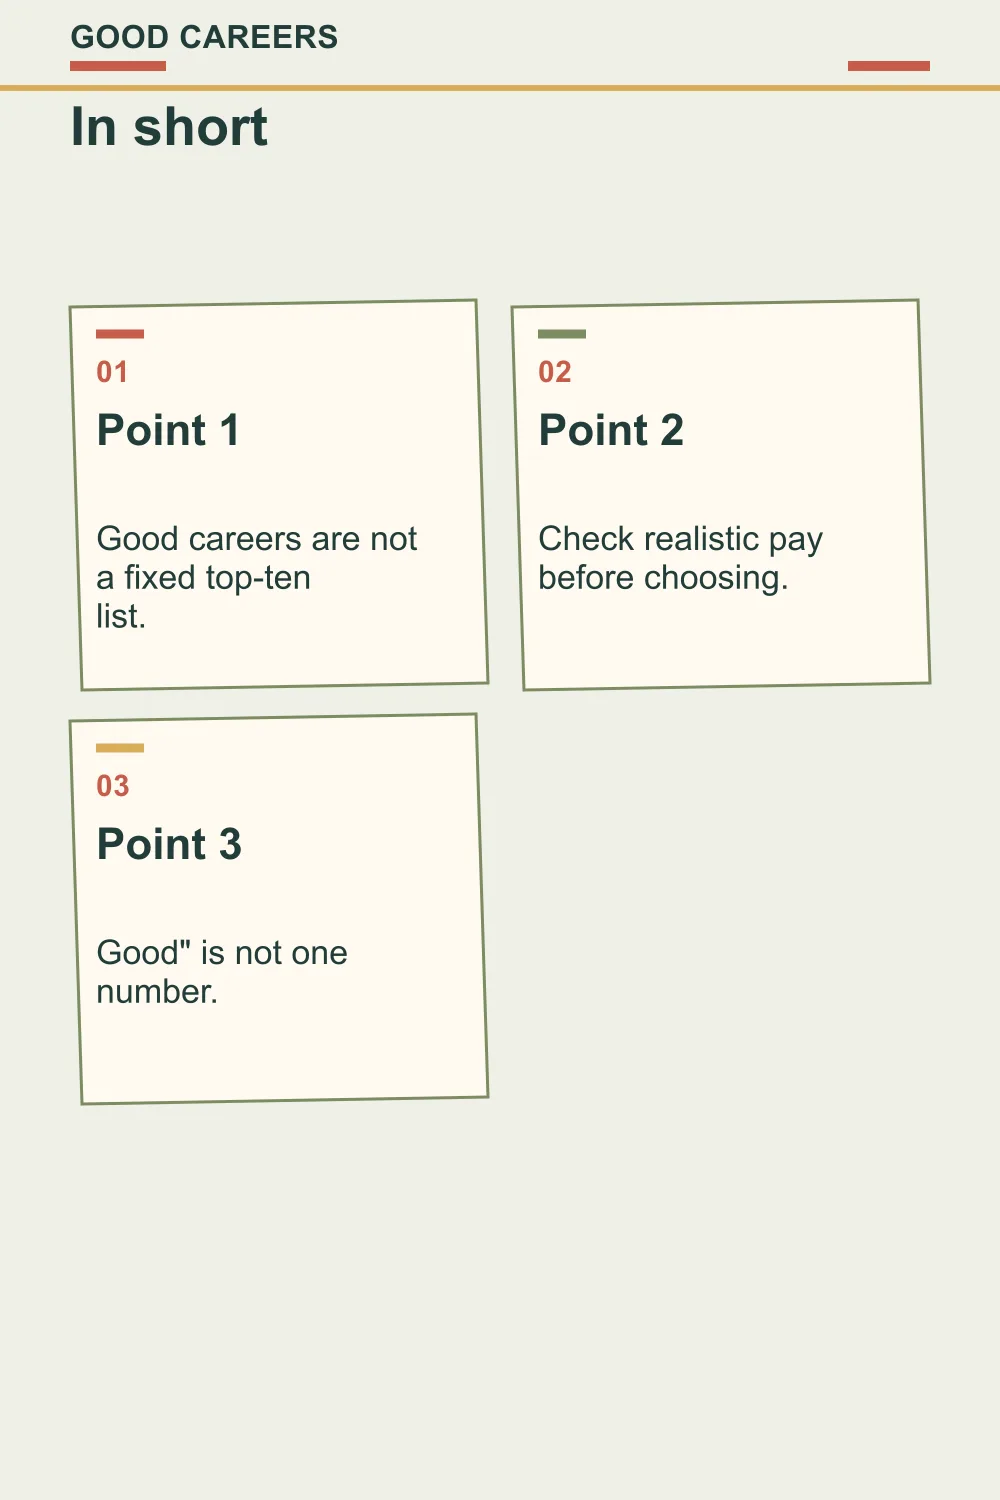 GOOD CAREERS
In short
01
Point 1
Good careers are not
a fixed top-ten
list.
02
Point 2
Check realistic pay
before choosing.
03
Point 3
Good" is not one
number.